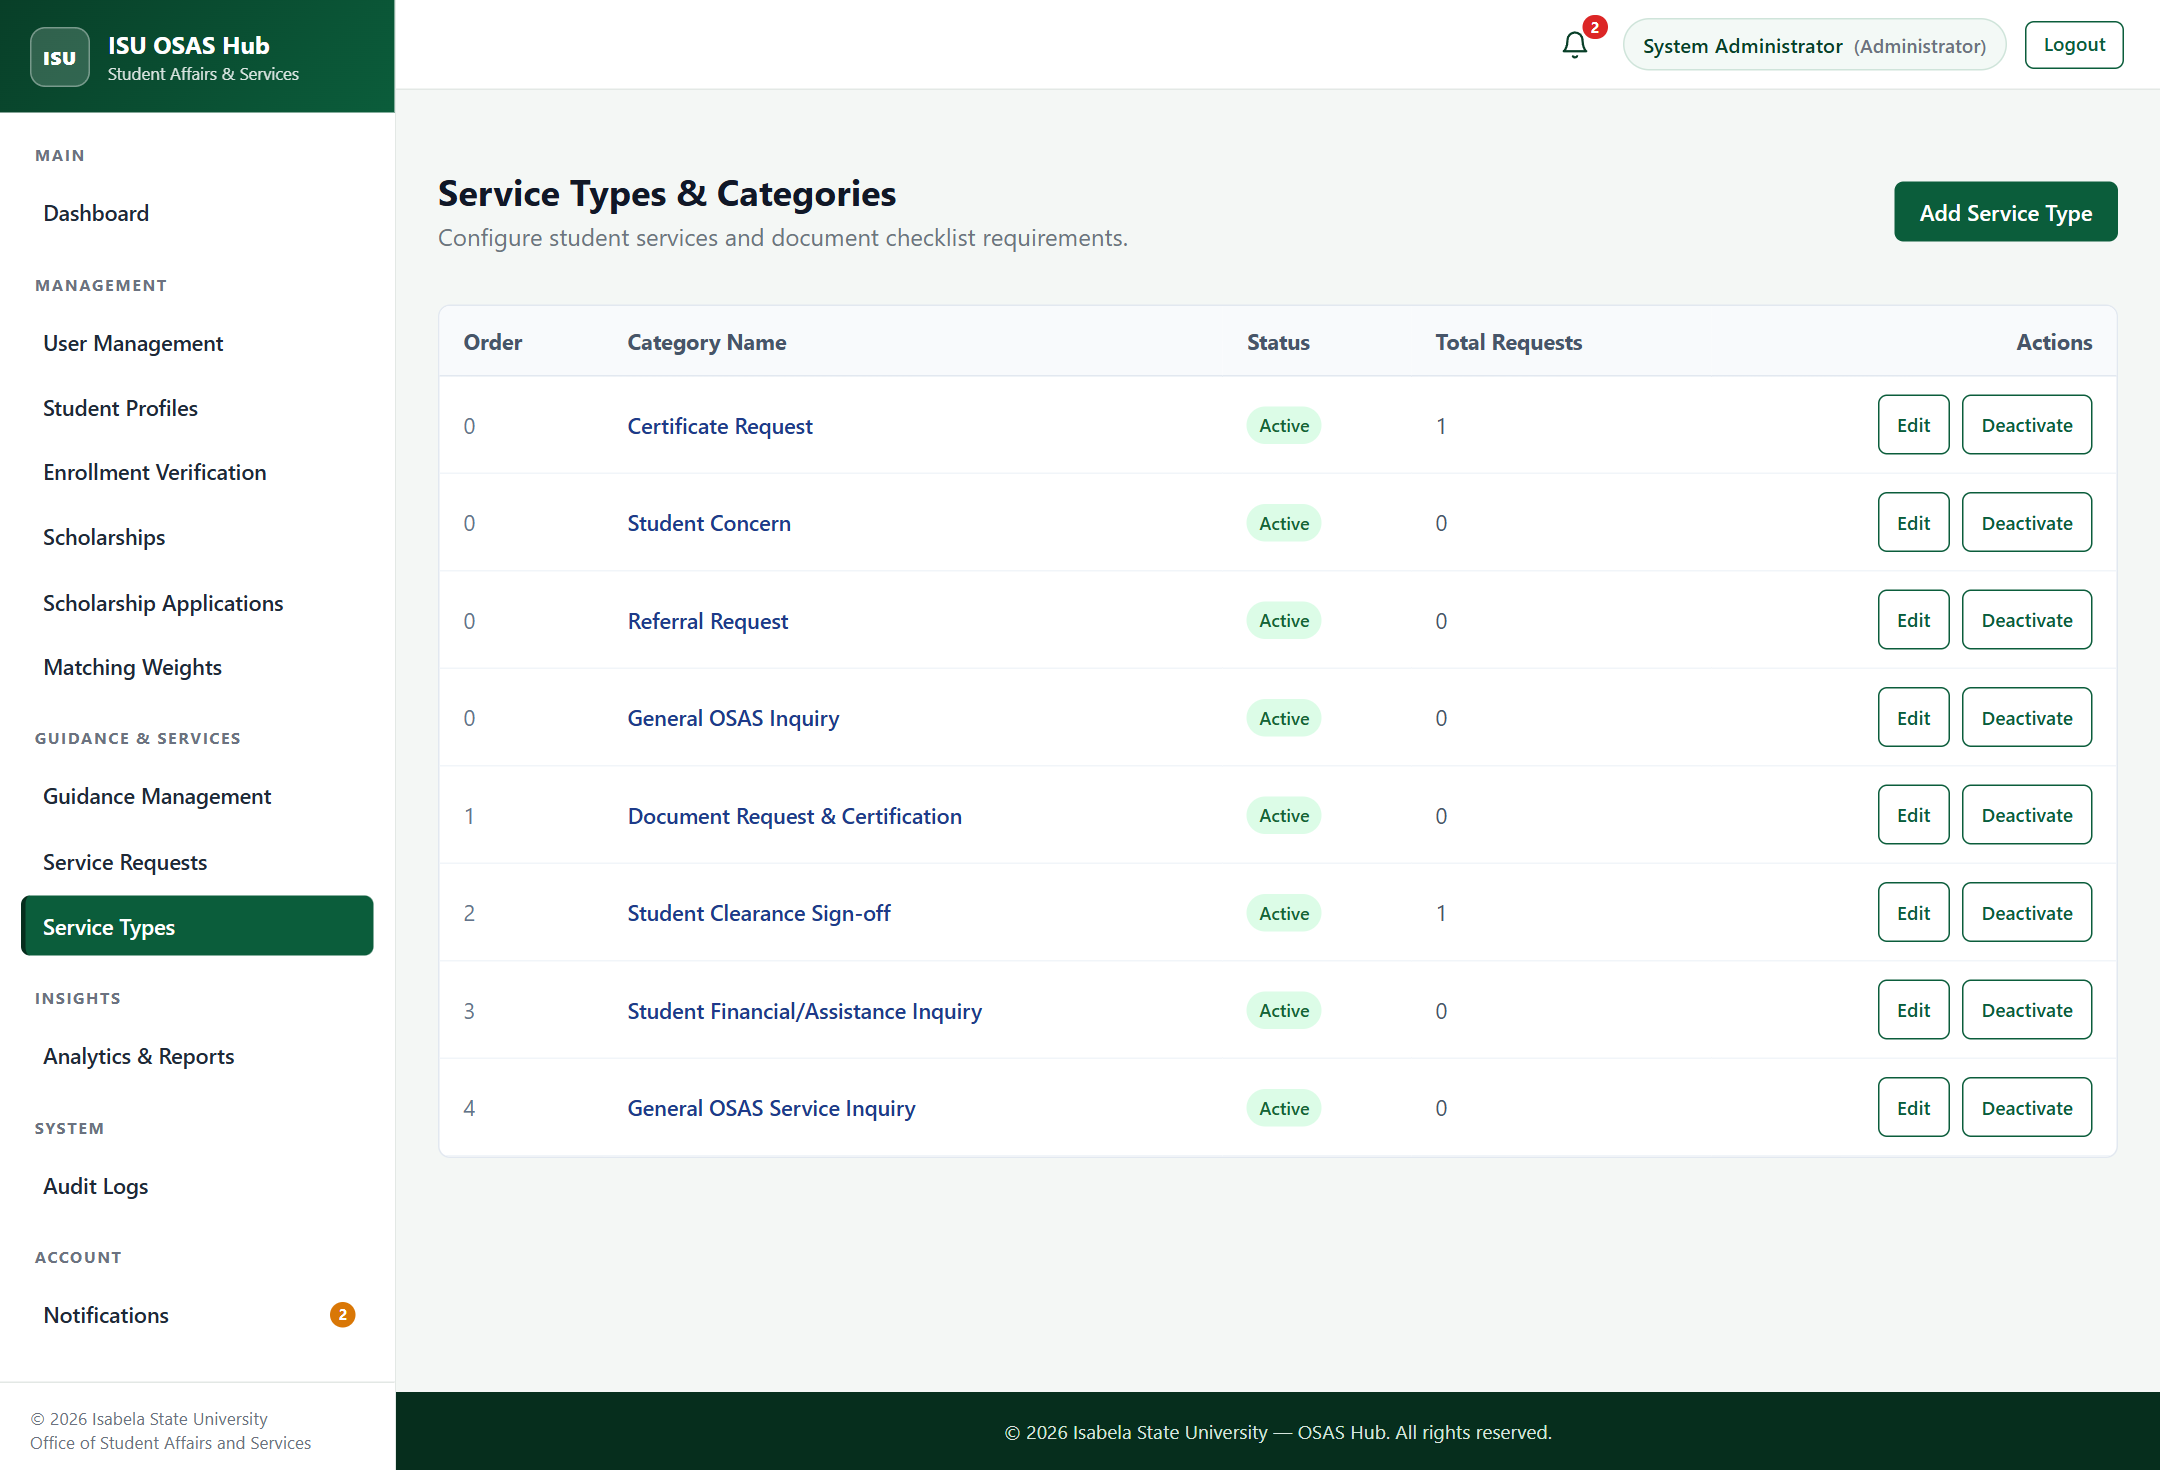 ISU
ISU OSAS Hub
Student Affairs & Services
MAIN
Dashboard
MANAGEMENT
User Management
Student Profiles
Enrollment Verification
Scholarships
Scholarship Applications
Matching Weights
GUIDANCE & SERVICES
Guidance Management
Service Requests
Service Types
INSIGHTS
Analytics & Reports
SYSTEM
Audit Logs
ACCOUNT
Notifications 2
© 2026 Isabela State University
Office of Student Affairs and Services
2
System Administrator (Administrator)
Logout
Service Types & Categories
Configure student services and document checklist requirements.
Add Service Type
Order Category Name Status Total Requests Actions
0 Certificate Request Active 1 Edit Deactivate
0 Student Concern Active 0 Edit Deactivate
0 Referral Request Active 0 Edit Deactivate
0 General OSAS Inquiry Active 0 Edit Deactivate
1 Document Request & Certification Active 0 Edit Deactivate
2 Student Clearance Sign-off Active 1 Edit Deactivate
3 Student Financial/Assistance Inquiry Active 0 Edit Deactivate
4 General OSAS Service Inquiry Active 0 Edit Deactivate
© 2026 Isabela State University — OSAS Hub. All rights reserved.